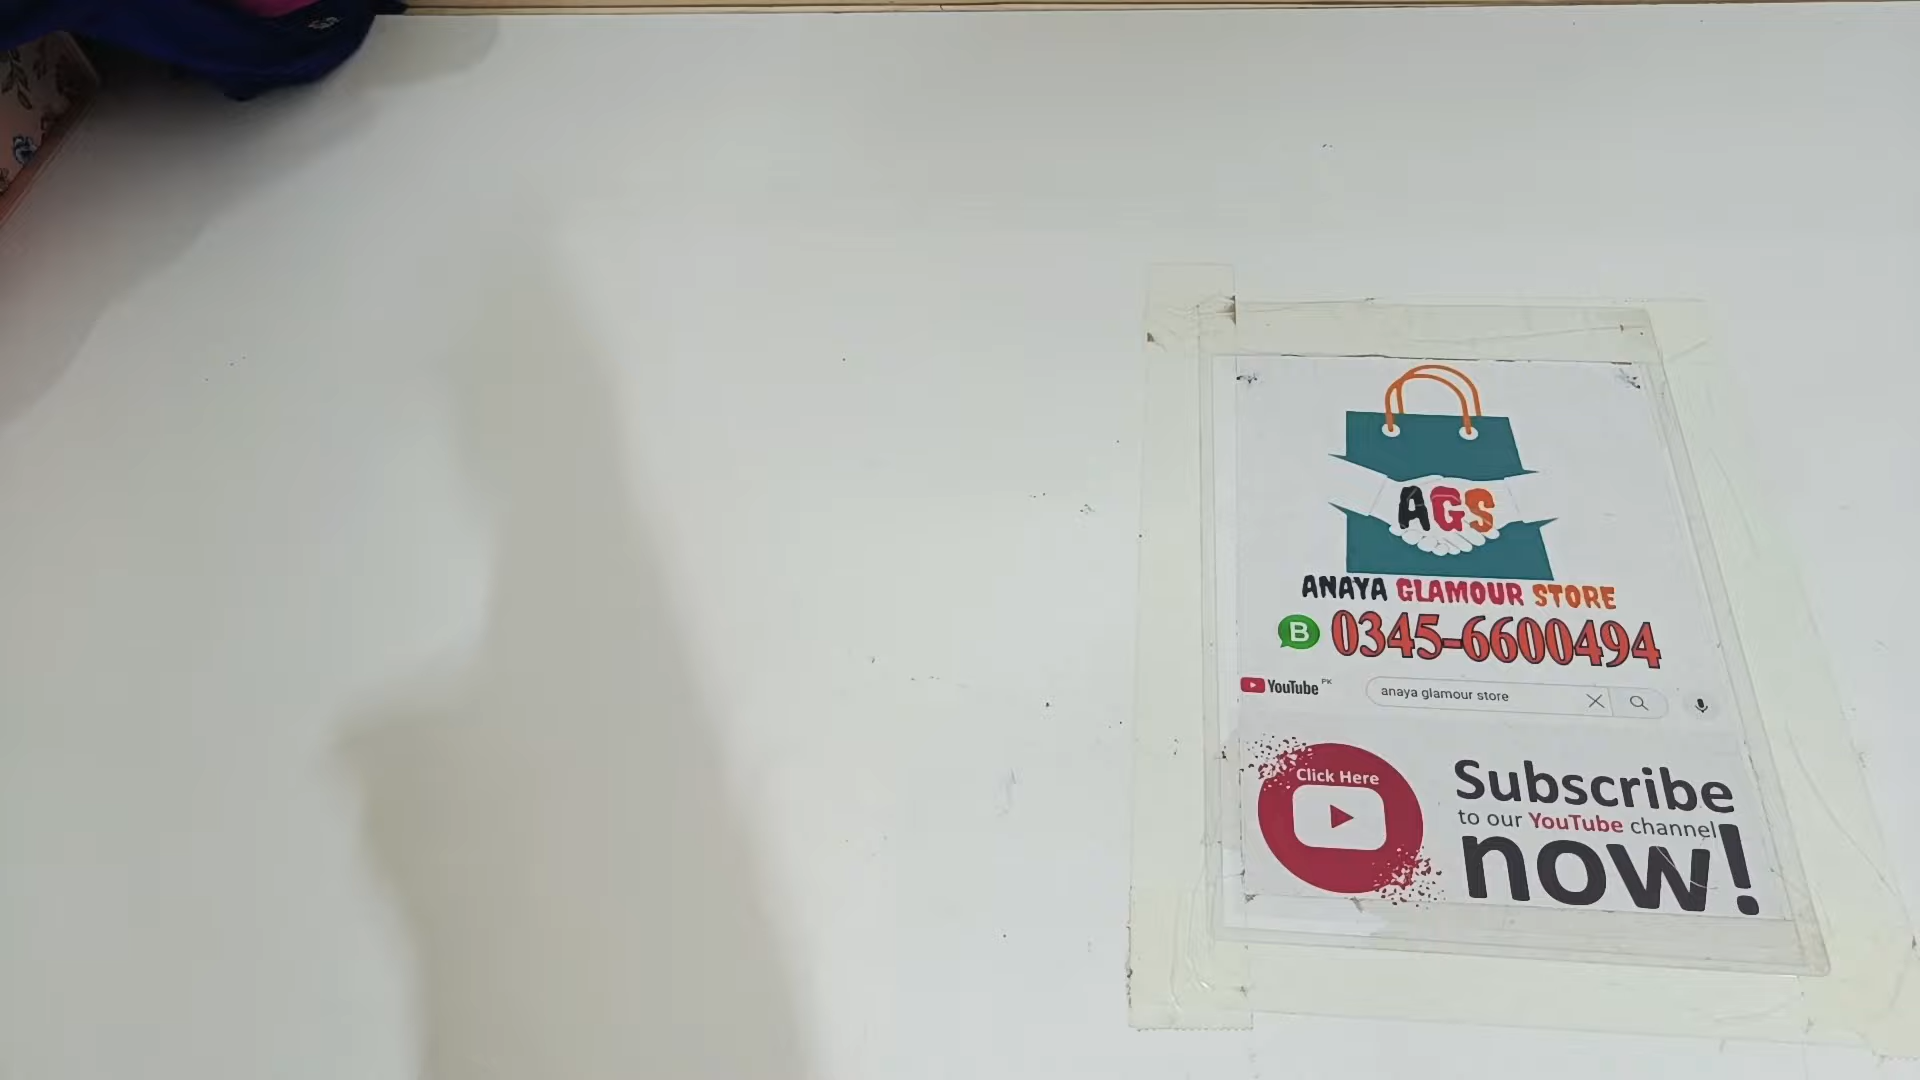 AGS
ANAYA GLAMOUR STORE
B 0345-6600494
YouTube PK anaya glamour store
Click Here
Subscribe
to our YouTube channel
now!